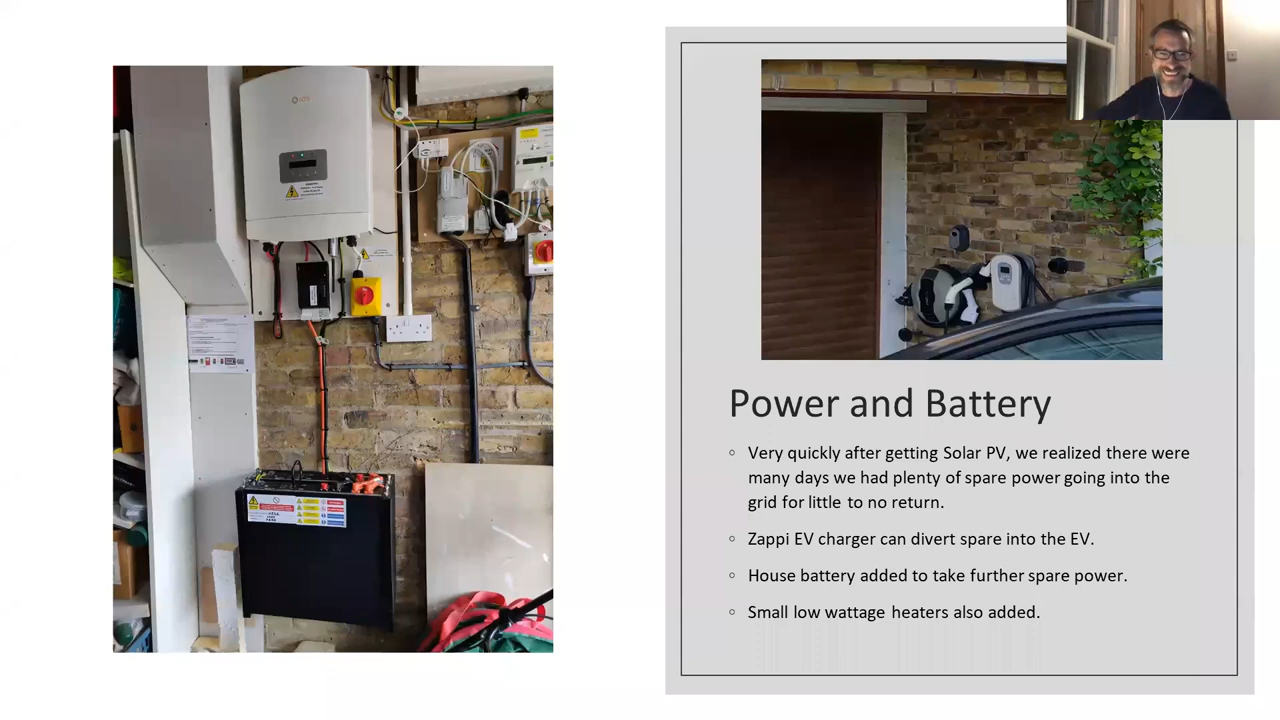 Power and Battery
◦ Very quickly after getting Solar PV, we realized there were
many days we had plenty of spare power going into the
grid for little to no return.
◦ Zappi EV charger can divert spare into the EV.
◦ House battery added to take further spare power.
◦ Small low wattage heaters also added.